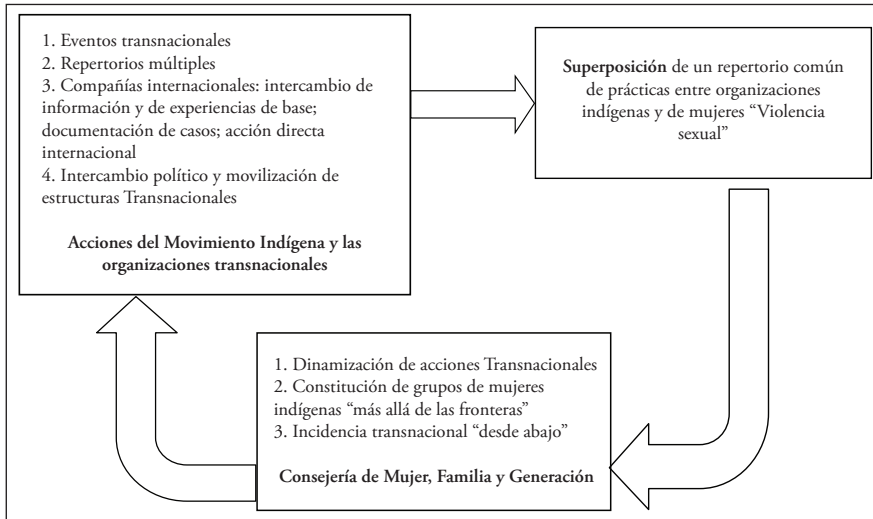 1. Eventos transnacionales
2. Repertorios múltiples
3. Compañías internacionales: intercambio de
información y de experiencias de base;
documentación de casos; acción directa
internacional
4. Intercambio político y movilización de
estructuras Transnacionales
Acciones del Movimiento Indígena y las
organizaciones transnacionales
Superposición de un repertorio común
de prácticas entre organizaciones
indígenas y de mujeres “Violencia
sexual”
1. Dinamización de acciones Transnacionales
2. Constitución de grupos de mujeres
indígenas “más allá de las fronteras”
3. Incidencia transnacional “desde abajo”
Consejería de Mujer, Familia y Generación